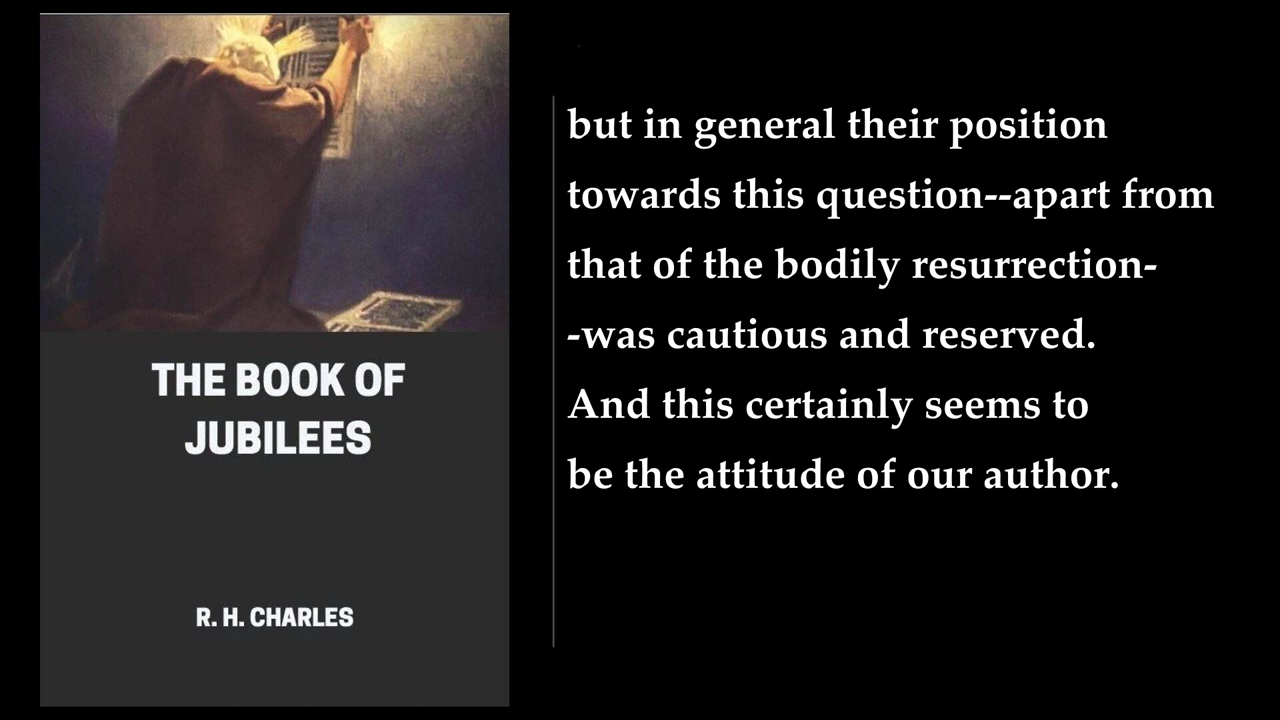 THE BOOK OF
JUBILEES
R. H. CHARLES
but in general their position
towards this question--apart from
that of the bodily resurrection-
-was cautious and reserved.
And this certainly seems to
be the attitude of our author.